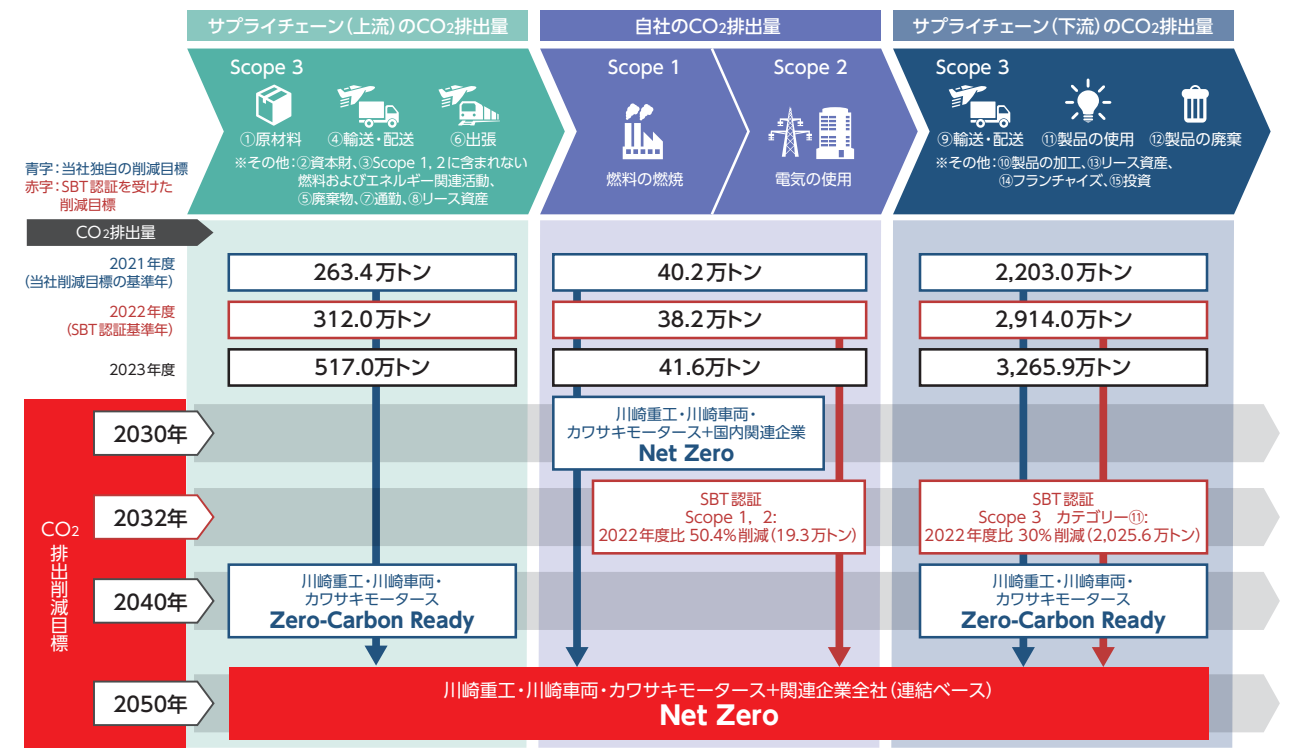 サプライチェーン(上流)のCO2排出量
自社のCO2排出量
サプライチェーン(下流)のCO2排出量
Scope 3
①原材料
④輸送・配送
⑥出張
※その他:②資本財、③Scope 1, 2に含まれない
燃料およびエネルギー関連活動、
⑤廃棄物、⑦通勤、⑧リース資産
Scope 1
燃料の燃焼
Scope 2
電気の使用
Scope 3
⑨輸送・配送
⑪製品の使用
⑫製品の廃棄
※その他:⑩製品の加工、⑬リース資産、
⑭フランチャイズ、⑮投資
青字:当社独自の削減目標
赤字:SBT認証を受けた
削減目標
CO2排出量
2021年度
(当社削減目標の基準年)
263.4万トン
40.2万トン
2,203.0万トン
2022年度
(SBT認証基準年)
312.0万トン
38.2万トン
2,914.0万トン
2023年度
517.0万トン
41.6万トン
3,265.9万トン
CO2排出削減目標
2030年
川崎重工・川崎車両・
カワサキモータース+国内関連企業
Net Zero
2032年
SBT認証
Scope 1, 2:
2022年度比 50.4%削減(19.3万トン)
SBT認証
Scope 3 カテゴリー⑪:
2022年度比 30%削減(2,025.6万トン)
2040年
川崎重工・川崎車両・
カワサキモータース
Zero-Carbon Ready
川崎重工・川崎車両・
カワサキモータース
Zero-Carbon Ready
2050年
川崎重工・川崎車両・カワサキモータース+関連企業全社(連結ベース)
Net Zero